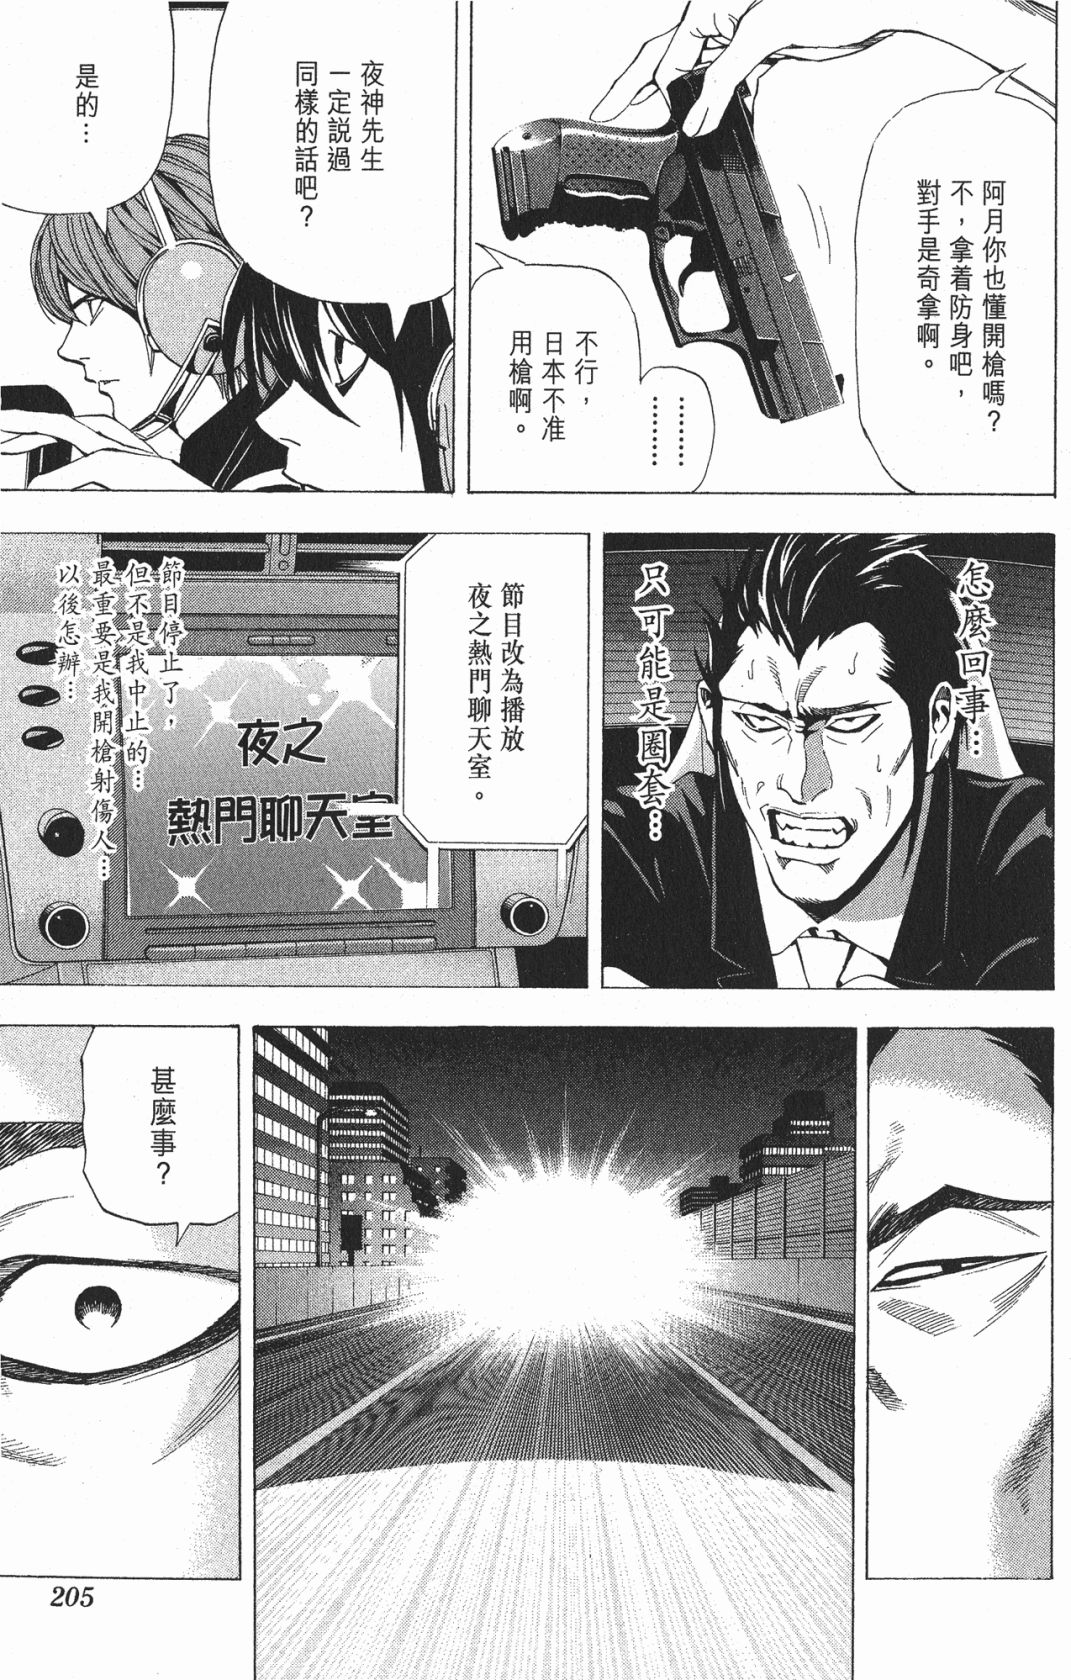 阿月你也懂開槍嗎？
不，拿着防身吧，
對手是奇拿啊。
⋯⋯⋯
⋯⋯⋯
不行，
日本不准
用槍啊。
夜神先生
一定説過
同樣的話吧？
是的⋯
怎麼回事⋯
只可能是圈套⋯
節目改為播放
夜之熱門聊天室。
夜之
熱門聊天室
節目停止了，
但不是我中止的⋯
最重要是我開槍射傷人⋯
以後怎辦⋯
甚麼事？
205